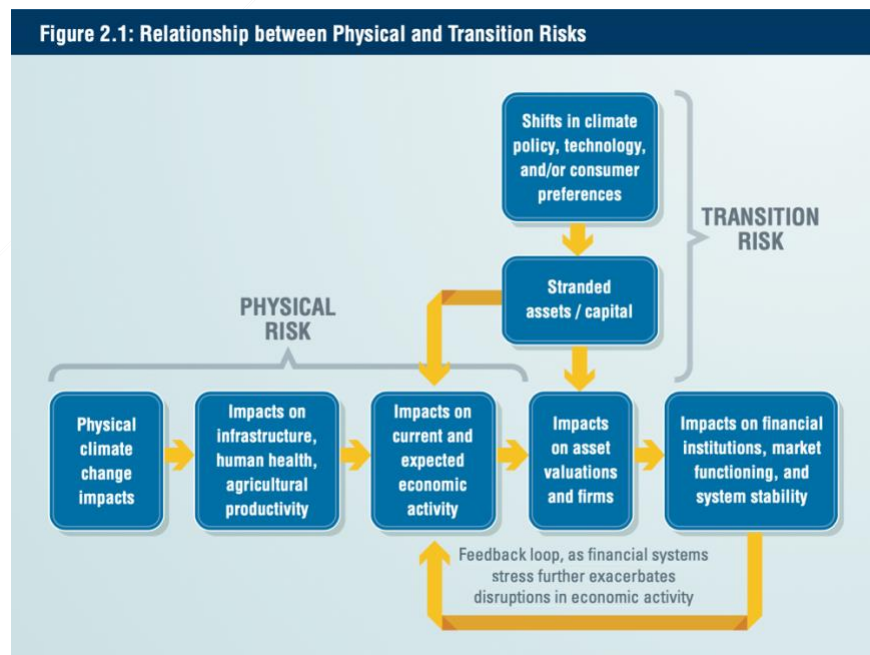 Figure 2.1: Relationship between Physical and Transition Risks
Shifts in climate
policy, technology,
and/or consumer
preferences
TRANSITION
RISK
Stranded
assets / capital
PHYSICAL
RISK
Physical
climate
change
impacts
Impacts on
infrastructure,
human health,
agricultural
productivity
Impacts on
current and
expected
economic
activity
Impacts
on asset
valuations
and firms
Impacts on financial
institutions, market
functioning, and
system stability
Feedback loop, as financial systems
stress further exacerbates
disruptions in economic activity